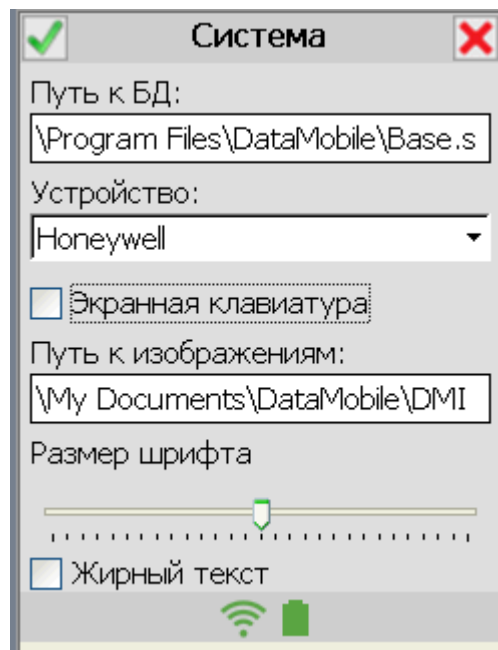 Система
Путь к БД:
\Program Files\DataMobile\Base.s
Устройство:
Honeywell
Экранная клавиатура
Путь к изображениям:
\My Documents\DataMobile\DMI
Размер шрифта
Жирный текст